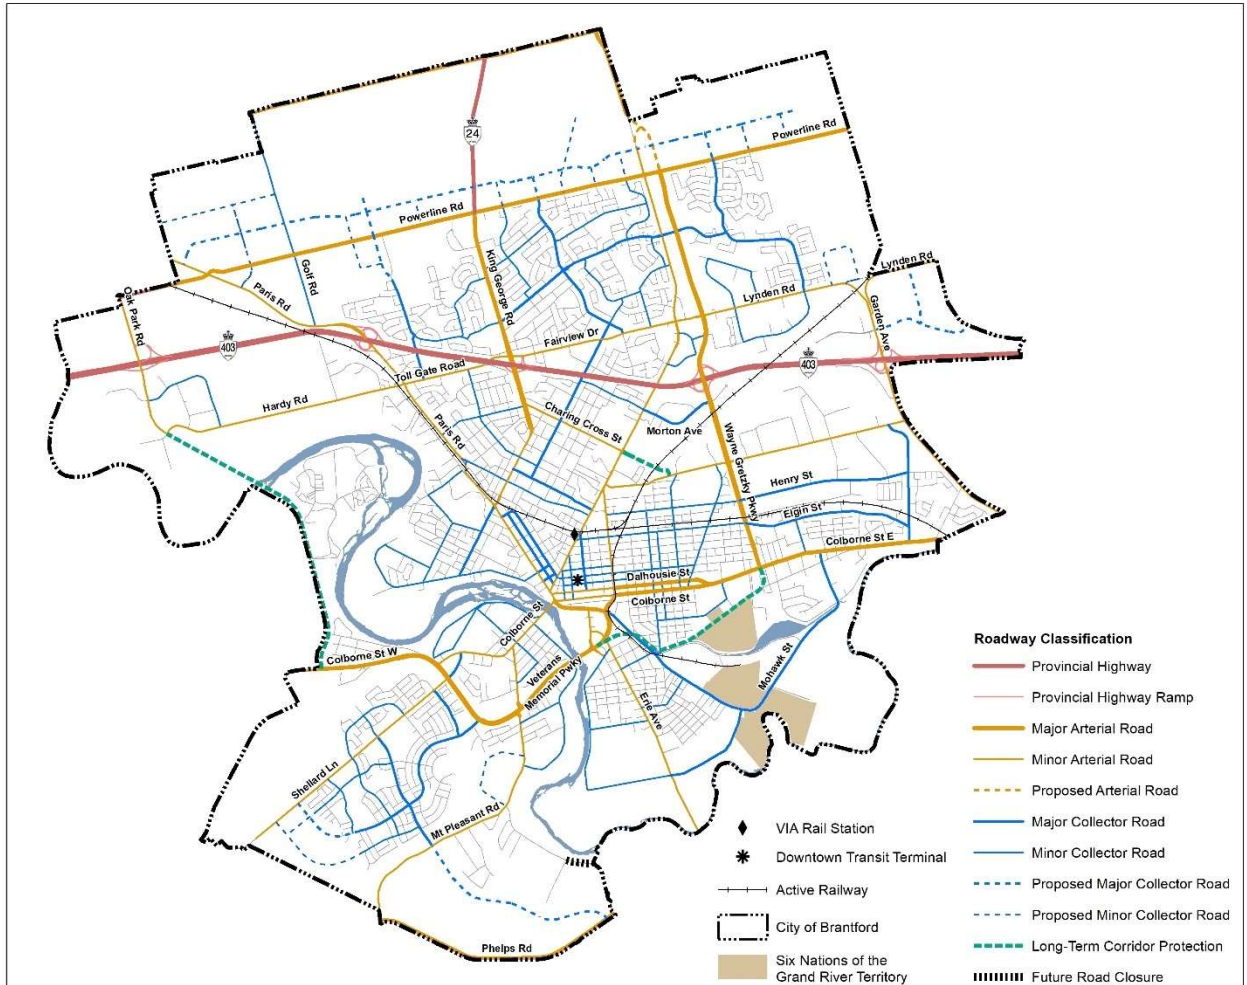 24
Powerline Rd
Powerline Rd
Golf Rd
King George Rd
Lynden Rd
Lynden Rd
Oak Park Rd
Paris Rd
Garden Ave
403
Fairview Dr
403
Toll Gate Road
Hardy Rd
Charing Cross St
Paris Rd
Morton Ave
Wayne Gretzky Pkwy
Henry St
Elgin St
Colborne St E
Dalhousie St
Colborne St
Colborne St
Colborne St W
Veterans
Memorial Pwky
Mohawk St
Erie Ave
Shellard Ln
Mt Pleasant Rd
Phelps Rd
VIA Rail Station
Downtown Transit Terminal
Active Railway
City of Brantford
Six Nations of the
Grand River Territory
Roadway Classification
Provincial Highway
Provincial Highway Ramp
Major Arterial Road
Minor Arterial Road
Proposed Arterial Road
Major Collector Road
Minor Collector Road
Proposed Major Collector Road
Proposed Minor Collector Road
Long-Term Corridor Protection
Future Road Closure